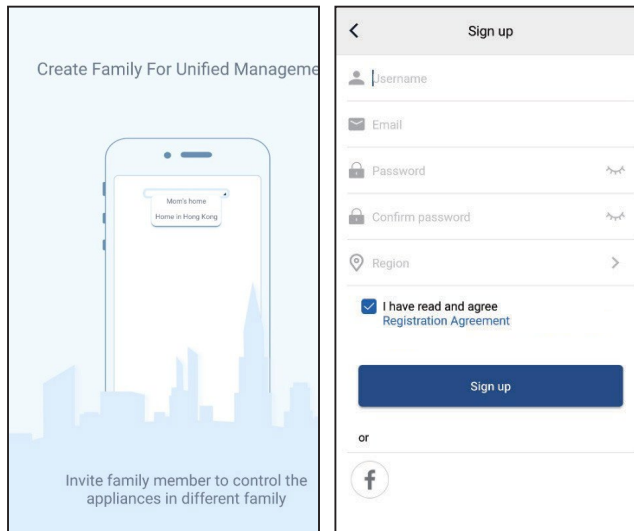 Create Family For Unified Manageme
Mom's home
Home in Hong Kong
Invite family member to control the
appliances in different family
Sign up
Username
Email
Password
Confirm password
Region
I have read and agree
Registration Agreement
Sign up
or
f